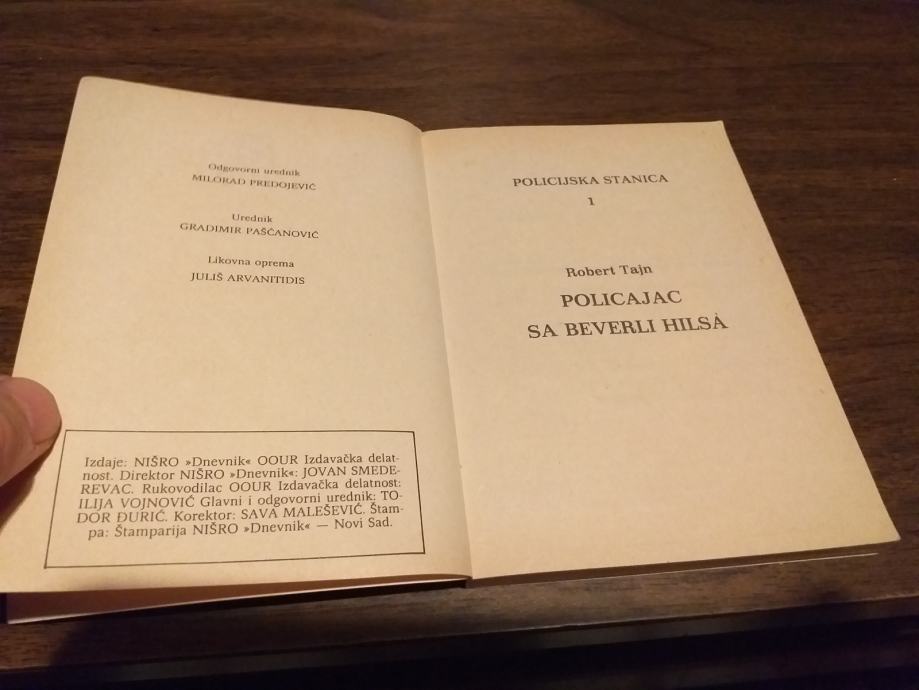 Odgovorni urednik
MILORAD PREDOJEVIĆ
Urednik
GRADIMIR PAŠĆANOVIĆ
Likovna oprema
JULIŠ ARVANITIDIS
Izdaje: NIŠRO »Dnevnik« OOUR Izdavačka delat-
nost. Direktor NIŠRO »Dnevnik«: JOVAN SMEDE-
REVAC. Rukovodilac OOUR Izdavačka delatnost:
ILIJA VOJNOVIĆ Glavni i odgovorni urednik: TO-
DOR ĐURIĆ. Korektor: SAVA MALEŠEVIĆ. Štam-
pa: Štamparija NIŠRO »Dnevnik« — Novi Sad.
POLICIJSKA STANICA
1
Robert Tajn
POLICAJAC
SA BEVERLI HILSA